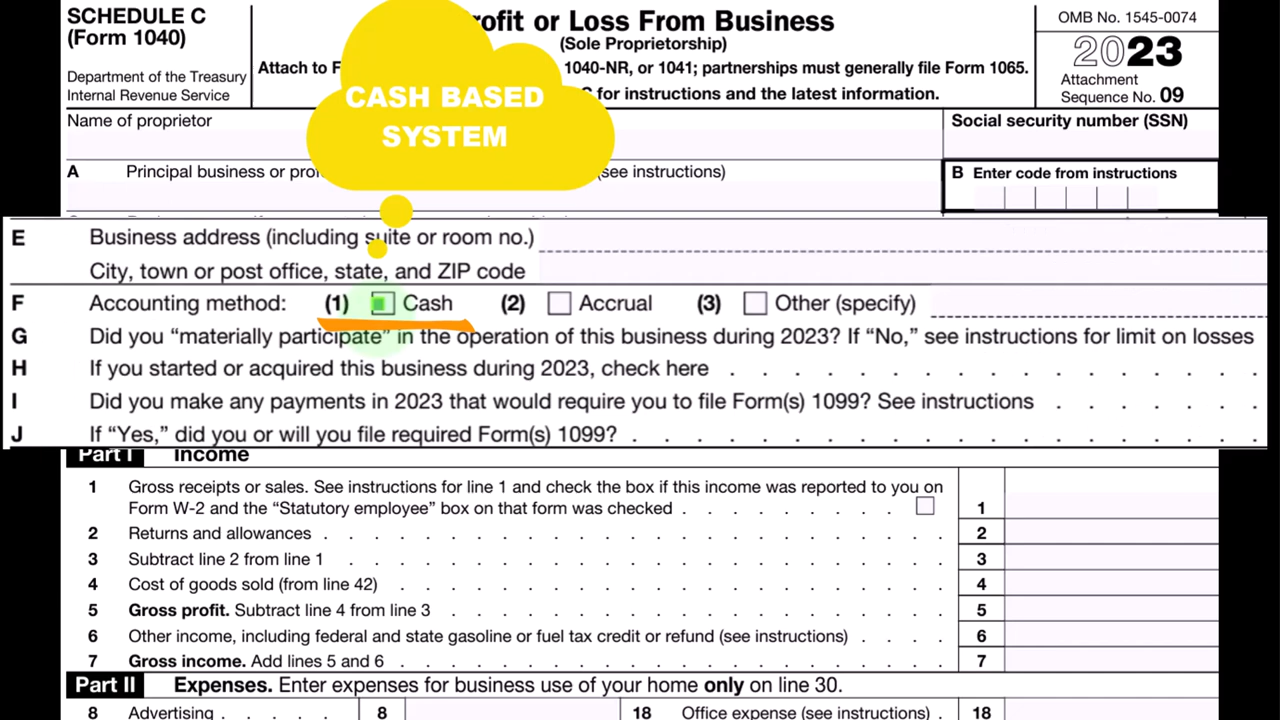 SCHEDULE C
(Form 1040)
Department of the Treasury
Internal Revenue Service
ofit or Loss From Business
(Sole Proprietorship)
Attach to F 1040-NR, or 1041; partnerships must generally file Form 1065.
for instructions and the latest information.
OMB No. 1545-0074
2023
Attachment
Sequence No. 09
CASH BASED
SYSTEM
Name of proprietor
Social security number (SSN)
A Principal business or pro (see instructions)
B Enter code from instructions
E Business address (including suite or room no.)
City, town or post office, state, and ZIP code
F Accounting method: (1) Cash (2) Accrual (3) Other (specify)
G Did you “materially participate” in the operation of this business during 2023? If “No,” see instructions for limit on losses
H If you started or acquired this business during 2023, check here . . . . . . . . . . . . . . . .
I Did you make any payments in 2023 that would require you to file Form(s) 1099? See instructions . . . . . . .
J If “Yes,” did you or will you file required Form(s) 1099? . . . . . . . . . . . . . . . . . . .
Part I Income
1 Gross receipts or sales. See instructions for line 1 and check the box if this income was reported to you on
Form W-2 and the “Statutory employee” box on that form was checked . . . . . . . . . 1
2 Returns and allowances . . . . . . . . . . . . . . . . . . . . 2
3 Subtract line 2 from line 1 . . . . . . . . . . . . . . . . . . . 3
4 Cost of goods sold (from line 42) . . . . . . . . . . . . . . . . . 4
5 Gross profit. Subtract line 4 from line 3 . . . . . . . . . . . . . . . . 5
6 Other income, including federal and state gasoline or fuel tax credit or refund (see instructions) . . . . 6
7 Gross income. Add lines 5 and 6 . . . . . . . . . . . . . . . . . 7
Part II Expenses. Enter expenses for business use of your home only on line 30.
8 Advertising . . . . . 8 18 Office expense (see instructions) . 18